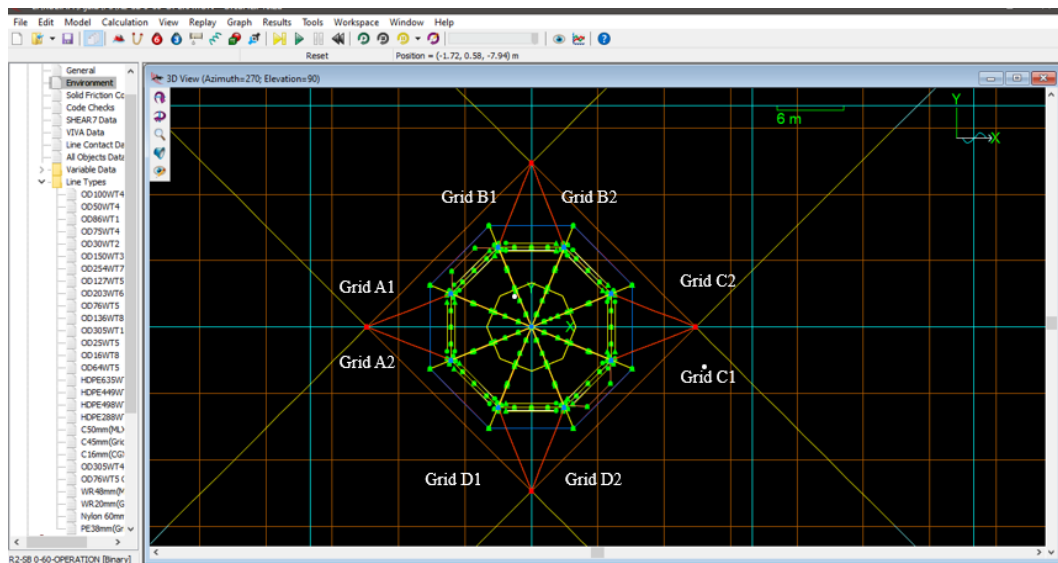 File Edit Model Calculation View Replay Graph Results Tools Workspace Window Help
Reset Position = (-1.72, 0.58, -7.94) m
General
Environment
Solid Friction Co
Code Checks
SHEAR7 Data
VIVA Data
Line Contact Da
All Objects Data
Variable Data
Line Types
OD100WT4
OD50WT4
OD86WT1
OD75WT4
OD30WT2
OD150WT3
OD254WT7
OD127WT5
OD203WT6
OD76WT5
OD136WT8
OD305WT1
OD25WT5
OD16WT8
OD64WT5
HDPE635W
HDPE449W
HDPE498W
HDPE288W
C50mm(ML
C45mm(Gric
C16mm(CG
OD305WT4
OD76WT5 C
WR48mm(M
WR20mm(G
Nylon 60mm
PE38mm(Gr
R2-SB 0-60-OPERATION [Binary]
3D View (Azimuth=270; Elevation=90)
6 m
Y
X
Grid B1 Grid B2
Grid A1 Grid C2
Y
X
Grid A2 Grid C1
Grid D1 Grid D2